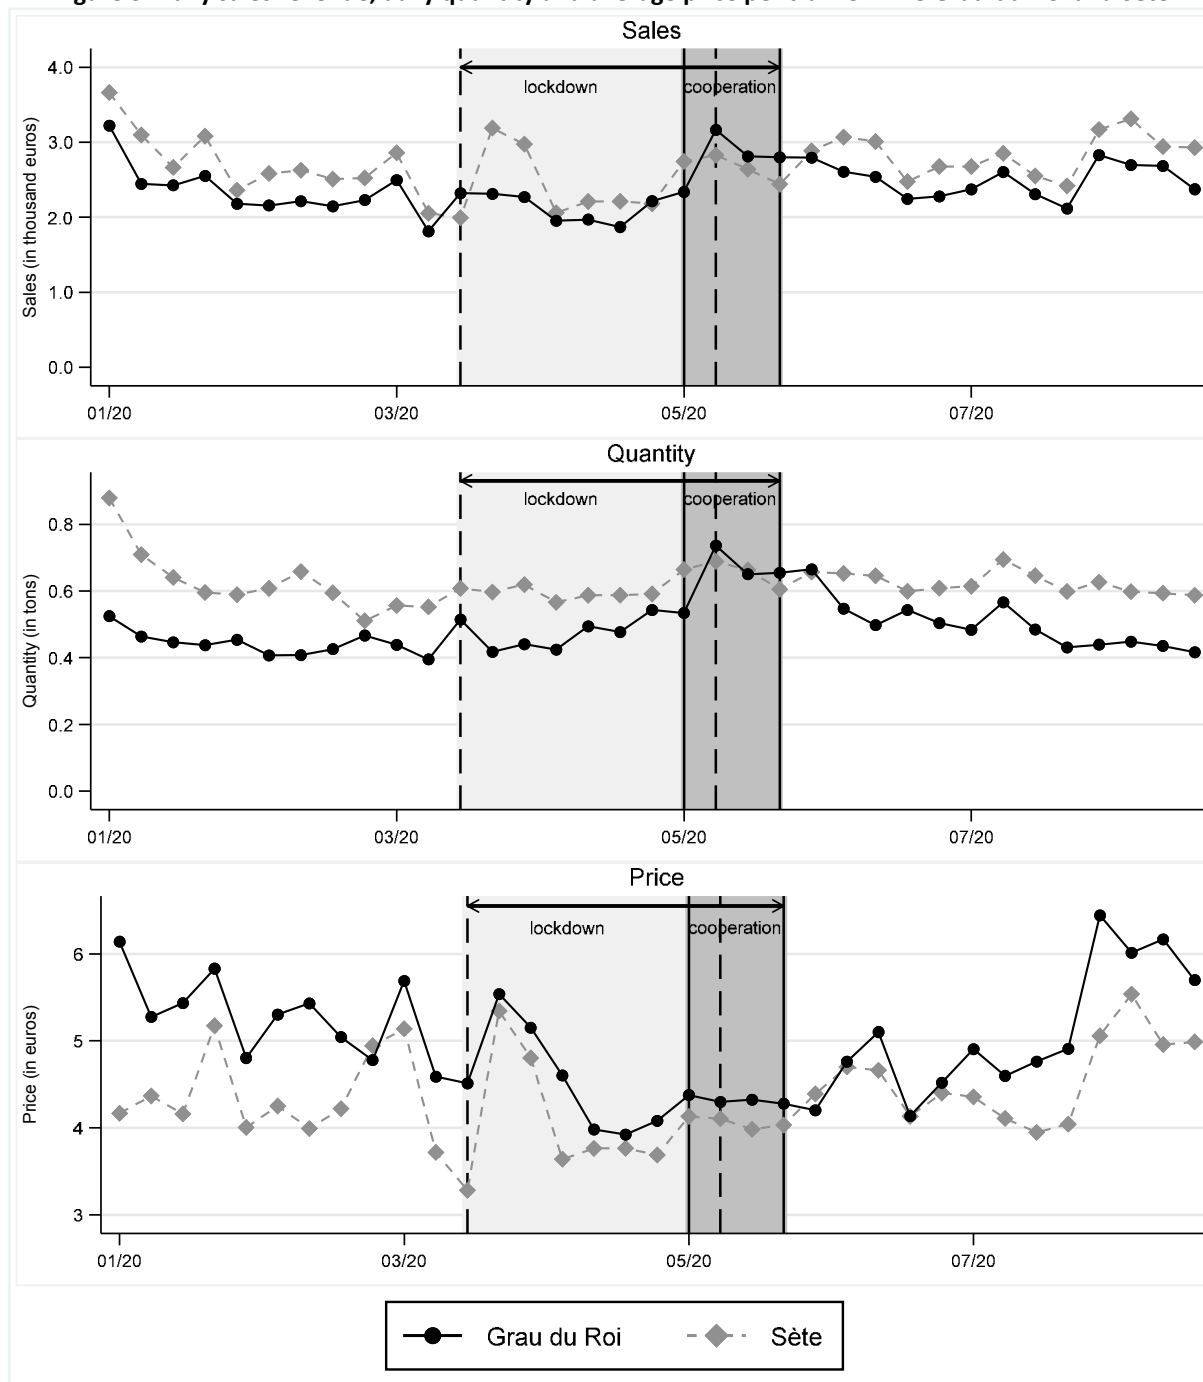 Sales
4.0
3.0
2.0
1.0
0.0
Sales (in thousand euros)
lockdown
cooperation
01/20
03/20
05/20
07/20
Quantity
0.8
0.6
0.4
0.2
0.0
Quantity (in tons)
lockdown
cooperation
01/20
03/20
05/20
07/20
Price
6
5
4
3
Price (in euros)
lockdown
cooperation
01/20
03/20
05/20
07/20
Grau du Roi
Sète